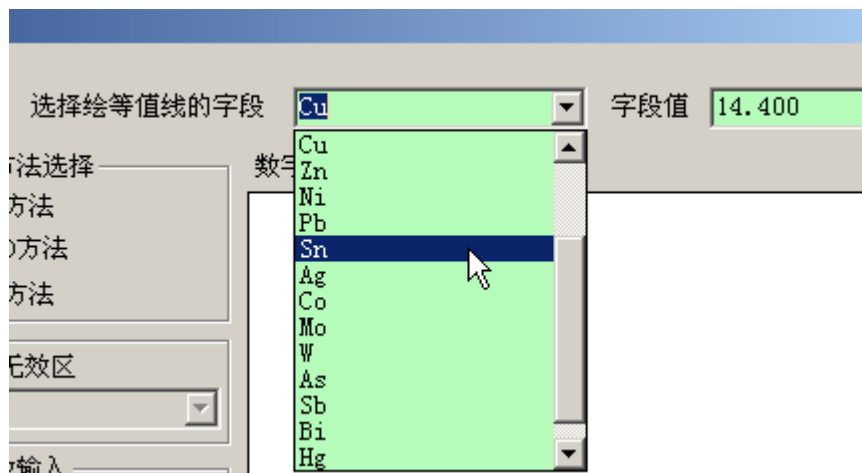 选择绘等值线的字段 Cu 字段值 14.400
方法选择 数字
Cu
Zn
方法 Ni
Pb
方法 Sn
Ag
方法 Co
Mo
W
无效区 As
Sb
Bi
输入 Hg